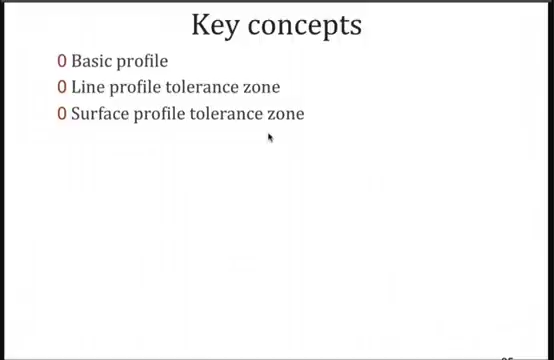 Key concepts
0 Basic profile
0 Line profile tolerance zone
0 Surface profile tolerance zone